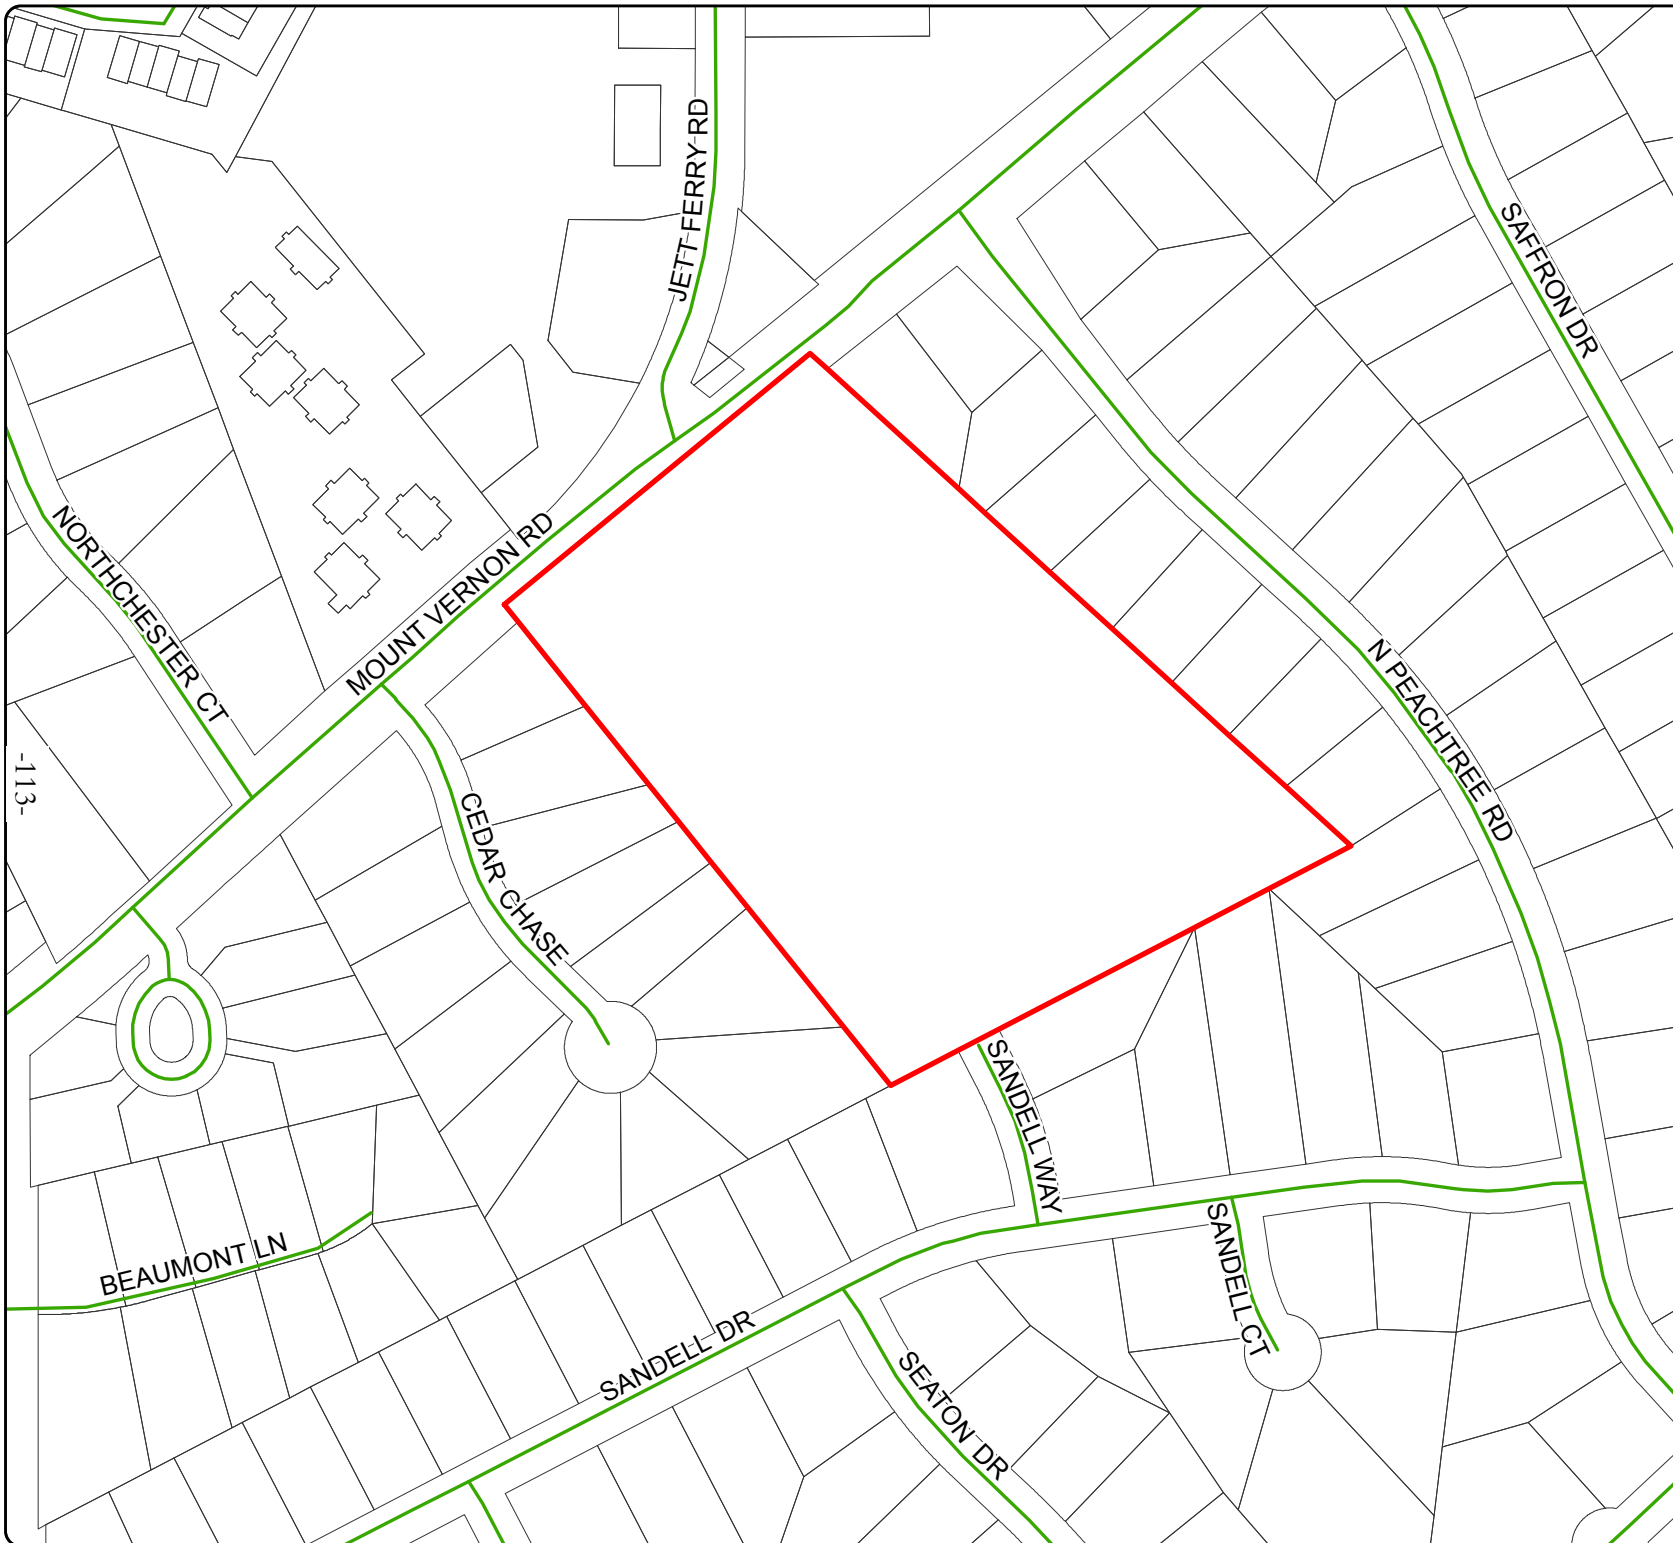 JETT FERRY RD
SAFFRON DR
NORTHCHESTER CT
MOUNT VERNON RD
N PEACHTREE RD
-113-
CEDAR CHASE
SANDELL WAY
BEAUMONT LN
SANDELL CT
SANDELL DR
SEATON DR